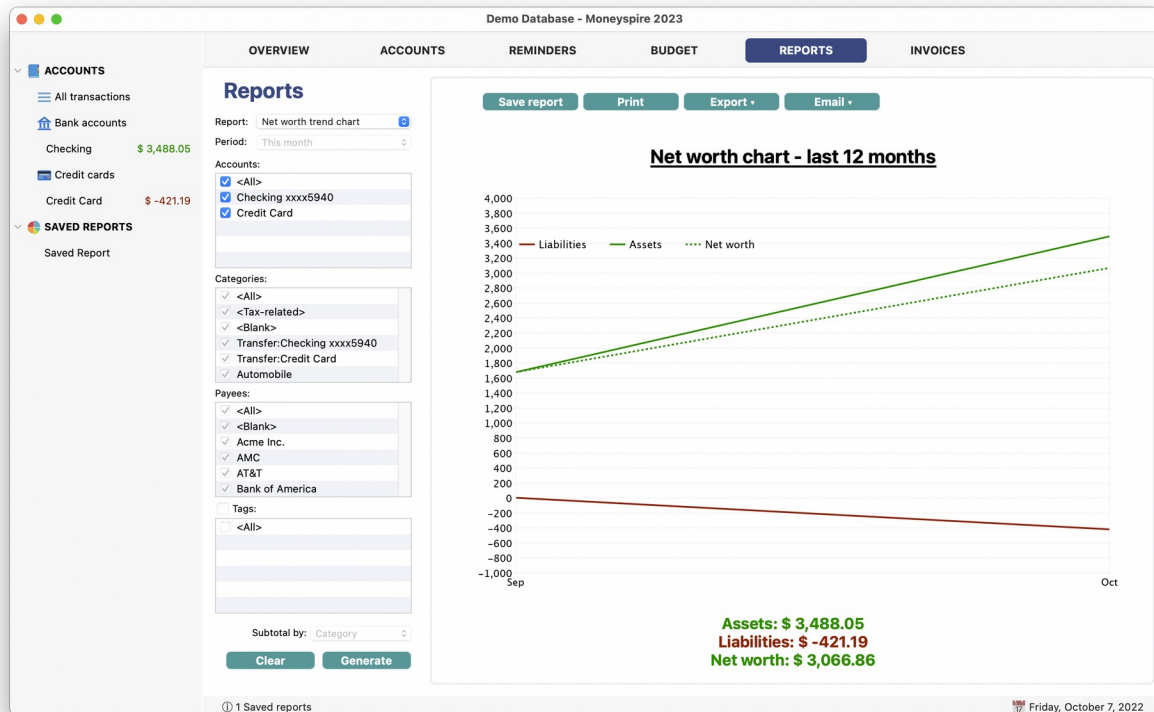 Demo Database - Moneyspire 2023
OVERVIEW
ACCOUNTS
REMINDERS
BUDGET
REPORTS
INVOICES
ACCOUNTS
All transactions
Bank accounts
Checking $ 3,488.05
Credit cards
Credit Card $ -421.19
SAVED REPORTS
Saved Report
Reports
Report: Net worth trend chart
Period: This month
Accounts:
<All>
Checking xxxx5940
Credit Card
Categories:
<All>
<Tax-related>
<Blank>
Transfer:Checking xxxx5940
Transfer:Credit Card
Automobile
Payees:
<All>
<Blank>
Acme Inc.
AMC
AT&T
Bank of America
Tags:
<All>
Subtotal by: Category
Clear
Generate
Save report
Print
Export
Email
Net worth chart - last 12 months
4,000
3,800
3,600
3,400
3,200
3,000
2,800
2,600
2,400
2,200
2,000
1,800
1,600
1,400
1,200
1,000
800
600
400
200
0
−200
−400
−600
−800
−1,000
Liabilities
Assets
Net worth
Sep
Oct
Assets: $ 3,488.05
Liabilities: $ -421.19
Net worth: $ 3,066.86
1 Saved reports
17
Friday, October 7, 2022